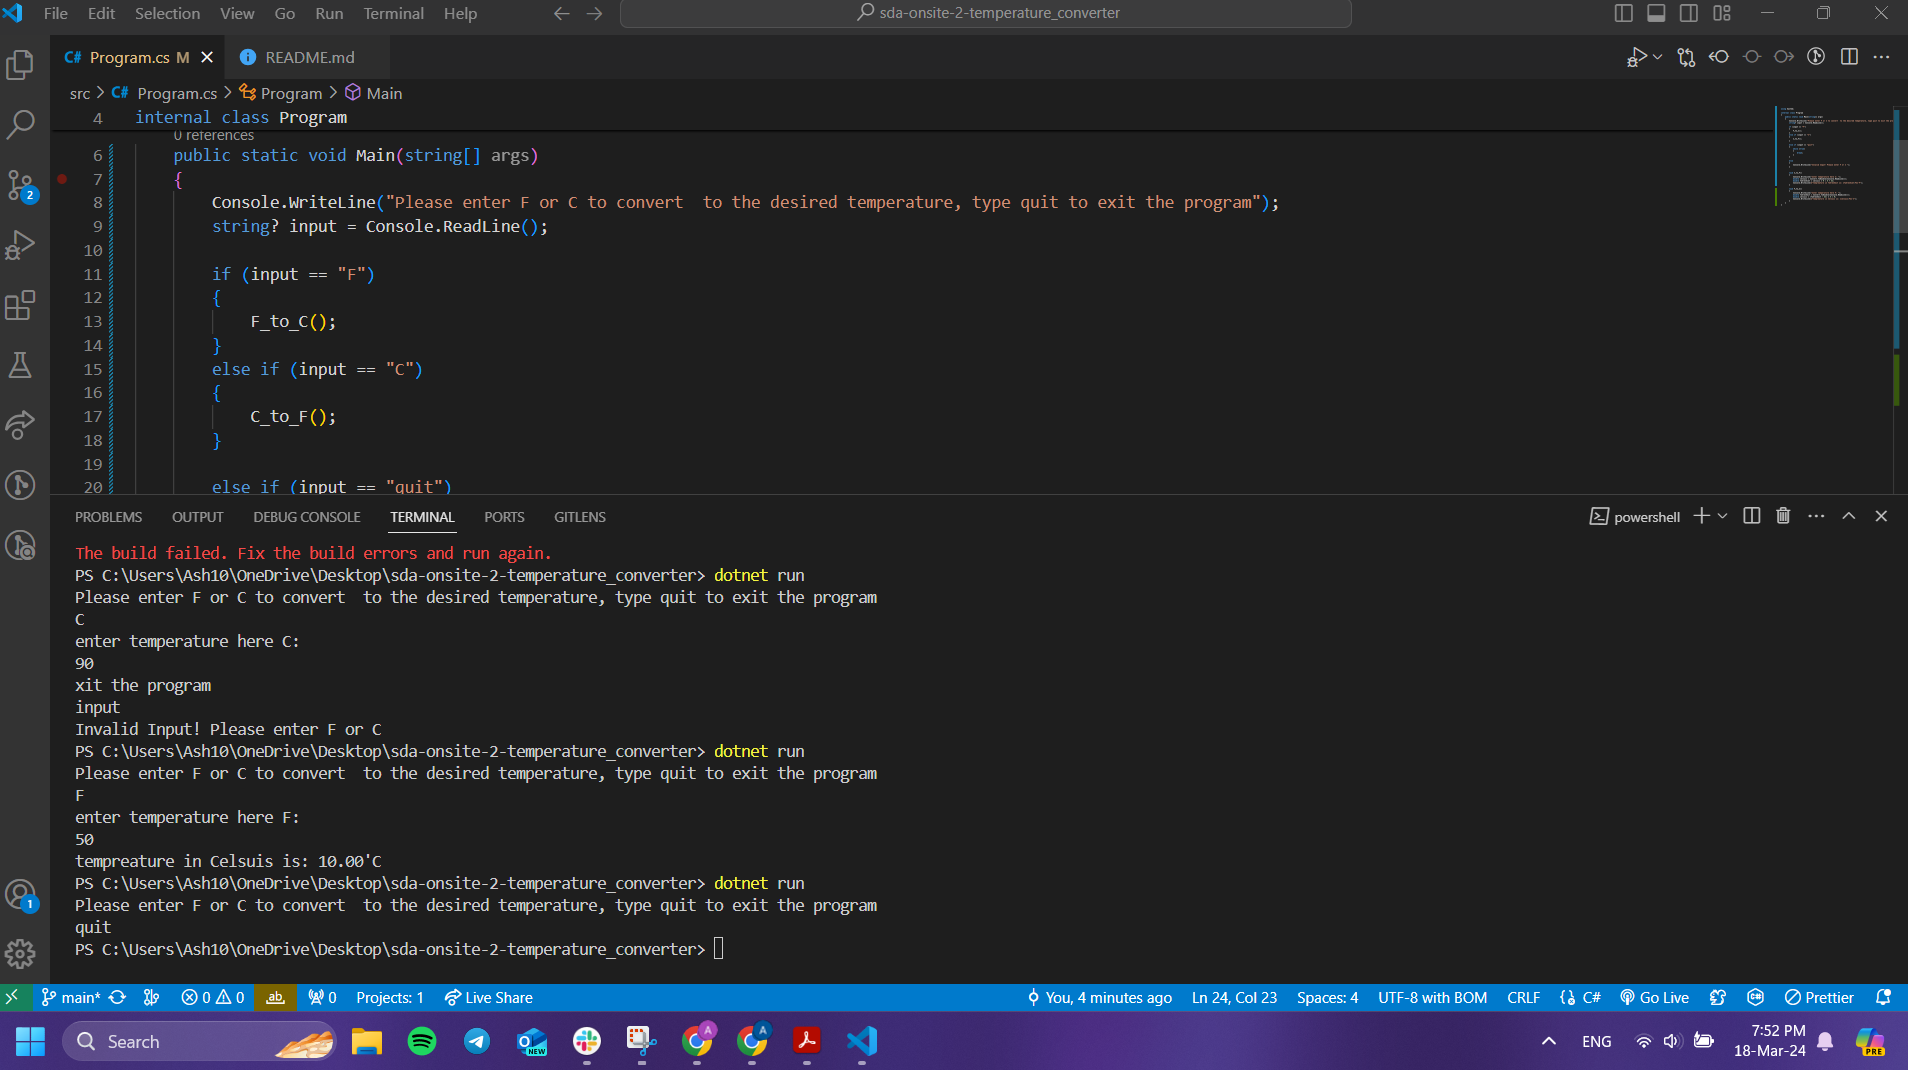 File Edit Selection View Go Run Terminal Help sda-onsite-2-temperature_converter
C# Program.cs M README.md
src > C# Program.cs > Program > Main
4 internal class Program
0 references
6 public static void Main(string[] args)
7 {
8 Console.WriteLine("Please enter F or C to convert  to the desired temperature, type quit to exit the program");
9 string? input = Console.ReadLine();
10
11 if (input == "F")
12 {
13 F_to_C();
14 }
15 else if (input == "C")
16 {
17 C_to_F();
18 }
19
20 else if (input == "quit")
2
PROBLEMS OUTPUT DEBUG CONSOLE TERMINAL PORTS GITLENS powershell
The build failed. Fix the build errors and run again.
PS C:\Users\Ash10\OneDrive\Desktop\sda-onsite-2-temperature_converter> dotnet run
Please enter F or C to convert  to the desired temperature, type quit to exit the program
C
enter temperature here C:
90
xit the program
input
Invalid Input! Please enter F or C
PS C:\Users\Ash10\OneDrive\Desktop\sda-onsite-2-temperature_converter> dotnet run
Please enter F or C to convert  to the desired temperature, type quit to exit the program
F
enter temperature here F:
50
tempreature in Celsuis is: 10.00'C
PS C:\Users\Ash10\OneDrive\Desktop\sda-onsite-2-temperature_converter> dotnet run
Please enter F or C to convert  to the desired temperature, type quit to exit the program
quit
PS C:\Users\Ash10\OneDrive\Desktop\sda-onsite-2-temperature_converter>
1
main* 0 0 ab 0 Projects: 1 Live Share You, 4 minutes ago Ln 24, Col 23 Spaces: 4 UTF-8 with BOM CRLF C# Go Live Prettier
Search NEW A A ENG 7:52 PM PRE
18-Mar-24